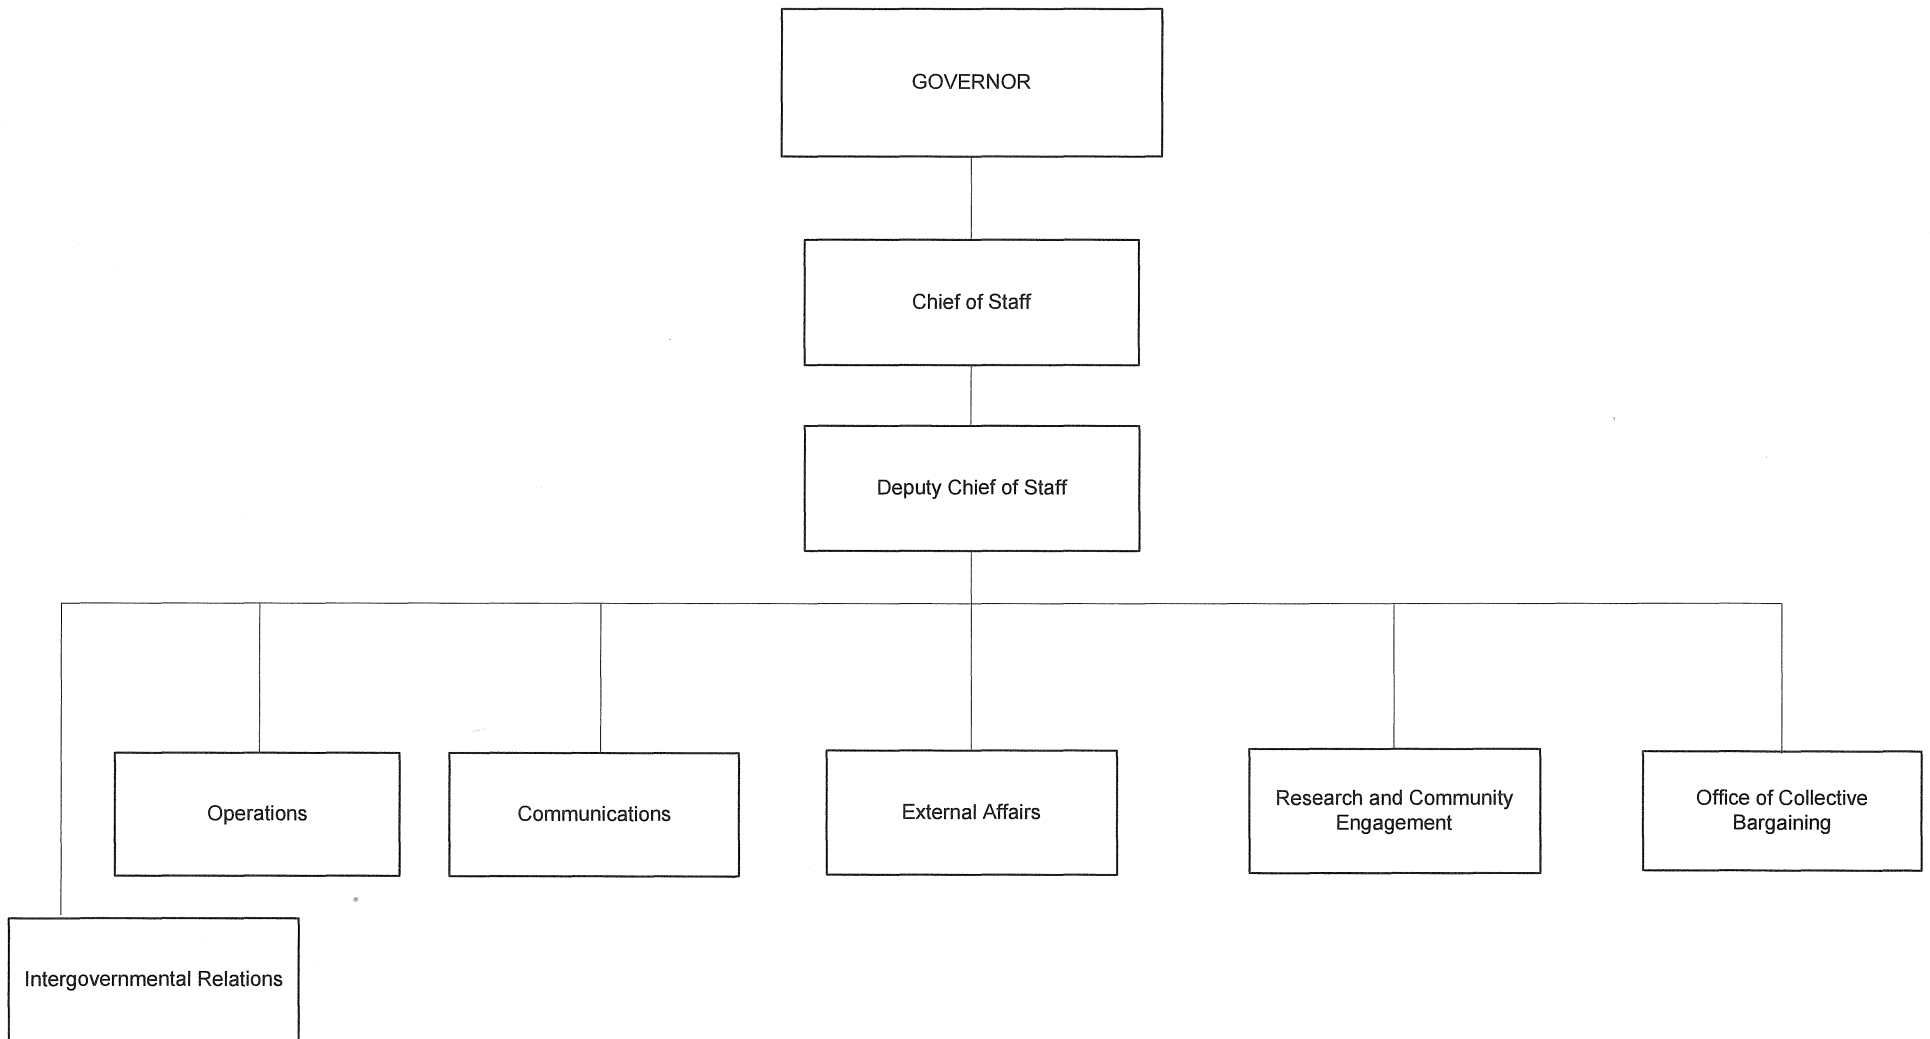 GOVERNOR
Chief of Staff
Deputy Chief of Staff
Operations
Communications
External Affairs
Research and Community
Engagement
Office of Collective
Bargaining
Intergovernmental Relations